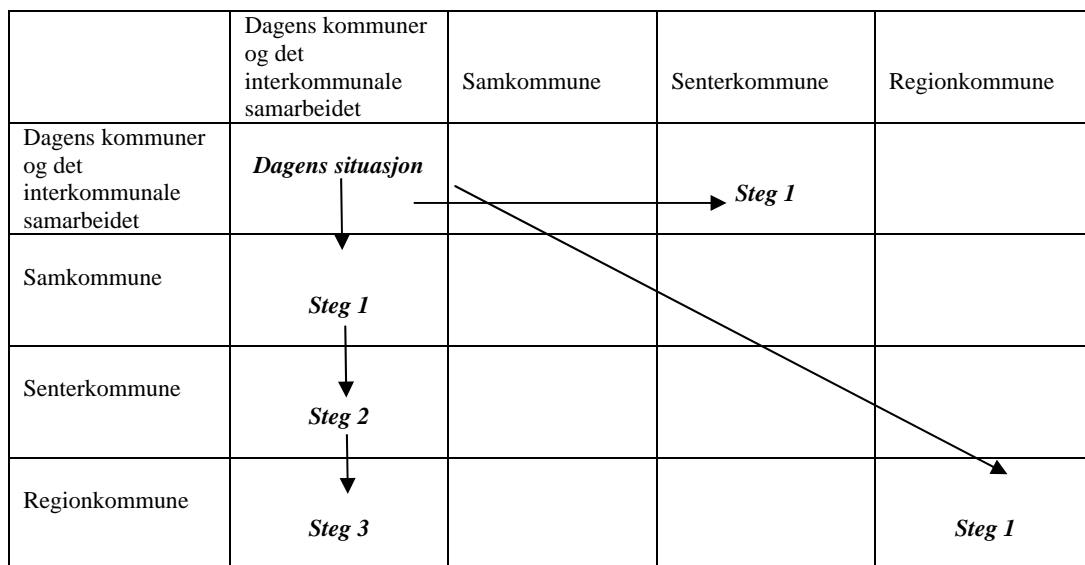 Dagens kommuner
og det
interkommunale
samarbeidet
Samkommune
Senterkommune
Regionkommune
Dagens kommuner
og det
interkommunale
samarbeidet
Dagens situasjon
Steg 1
Samkommune
Steg 1
Senterkommune
Steg 2
Regionkommune
Steg 3
Steg 1